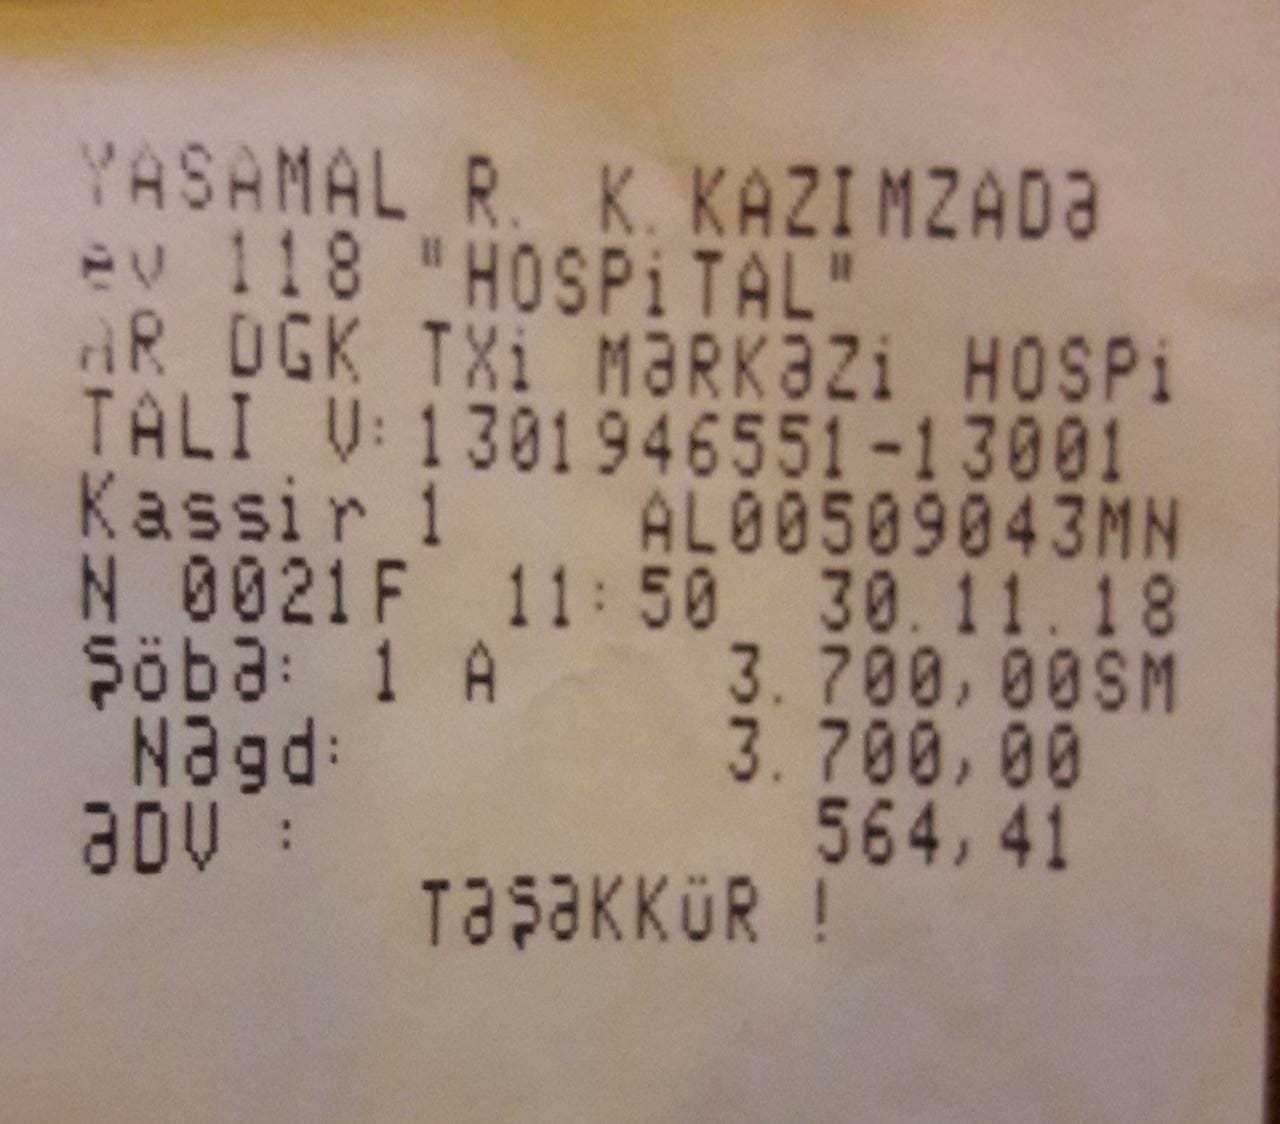 YASAMAL R. K.KAZIMZADə
ev 118 "HOSPiTAL"
AR DGK TXi MəRKəZi HOSPi
TALI V:1301946551-13001
Kassir 1 AL00509043MN
N 0021F 11:50 30.11.18
Şöbə: 1 A 3.700,00SM
Nəgd: 3.700,00
əDV : 564,41
TəŞəKKüR !